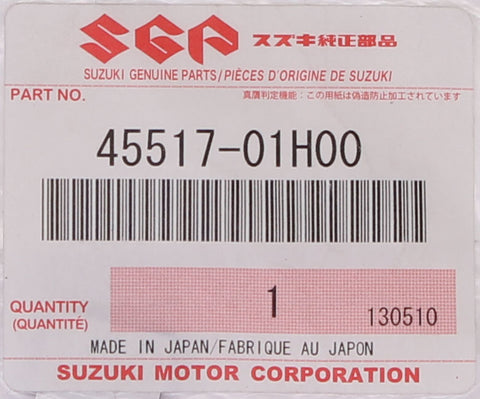 SGP スズキ純正部品
SUZUKI GENUINE PARTS/PIÈCES D'ORIGINE DE SUZUKI
PART NO. 真贋判定機能：この用紙は偽造防止加工されています
45517-01H00
QUANTITY 1 130510
(QUANTITÉ)
MADE IN JAPAN/FABRIQUE AU JAPON
SUZUKI MOTOR CORPORATION